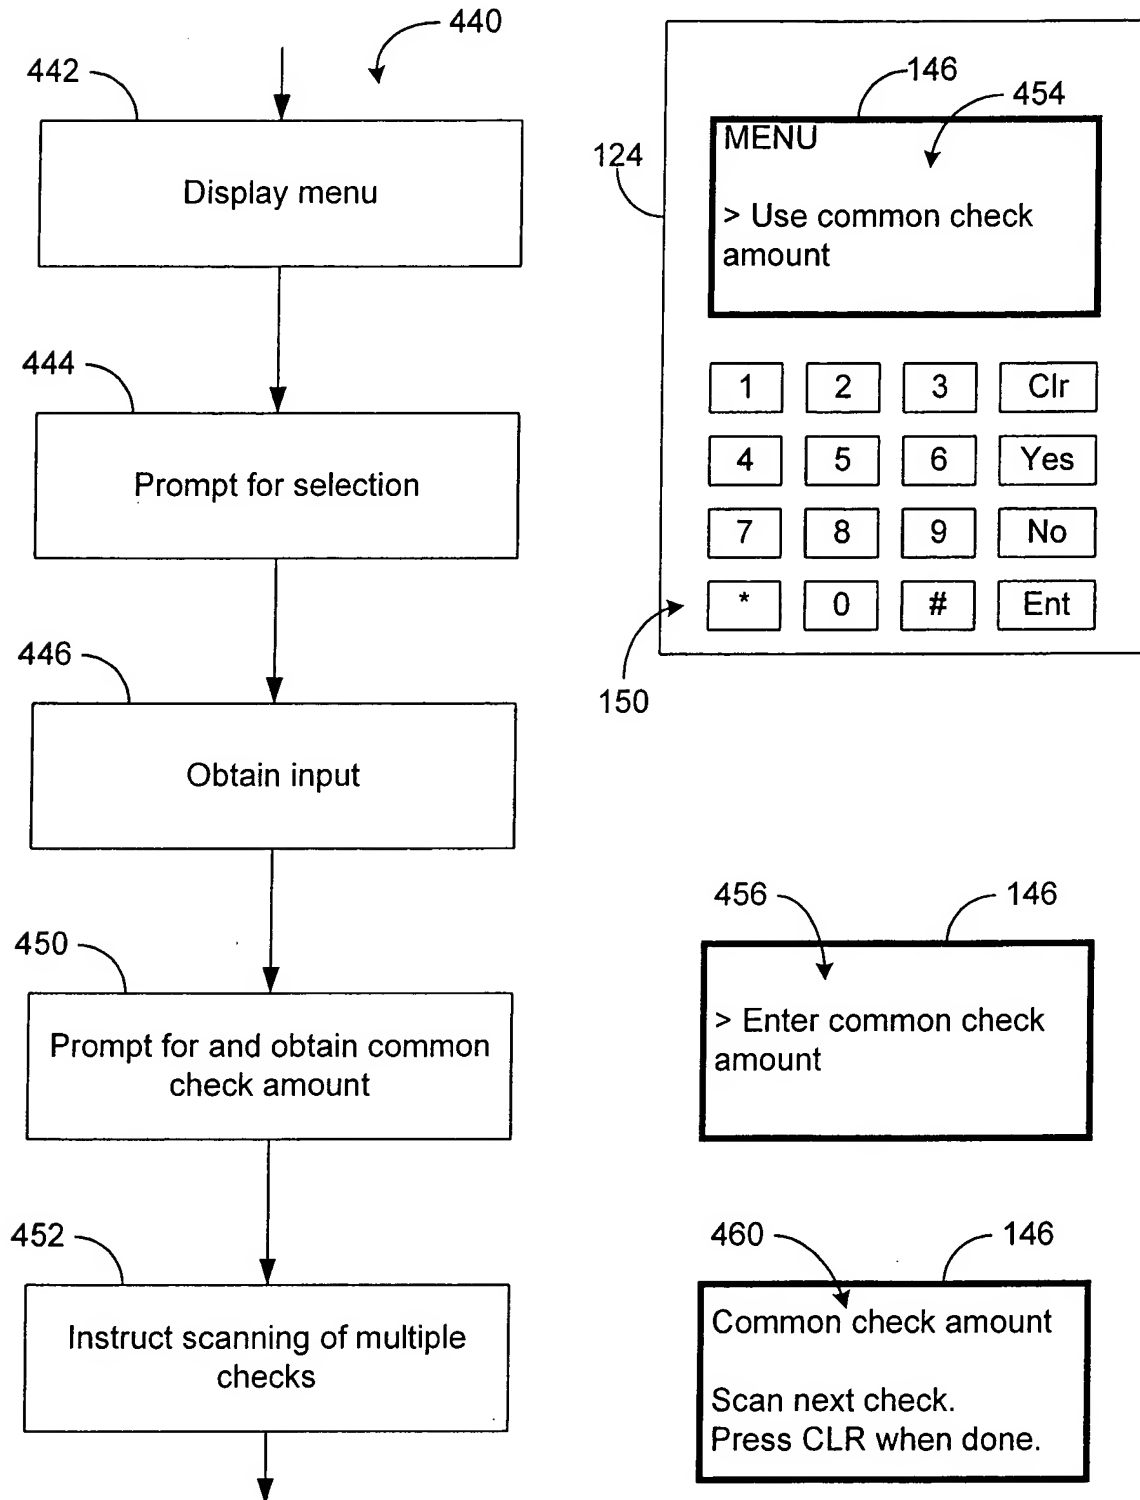 440
442
Display menu
444
Prompt for selection
446
Obtain input
450
Prompt for and obtain common
check amount
452
Instruct scanning of multiple
checks
146
454
124
MENU
> Use common check
amount
1 2 3 Clr
4 5 6 Yes
7 8 9 No
* 0 # Ent
150
456
146
> Enter common check
amount
460
146
Common check amount
Scan next check.
Press CLR when done.